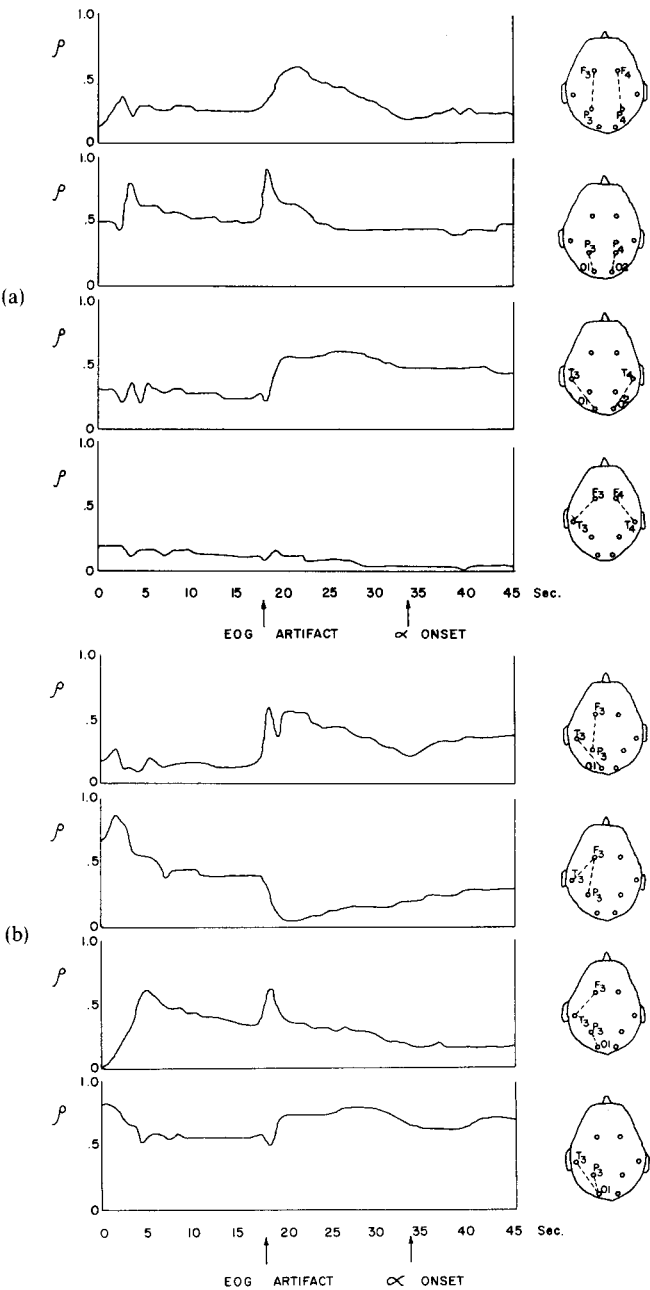 1.0
ρ
.5
0
F3 F4
P3 P4
1.0
ρ
.5
0
P3 P4
O1 O2
(a)
1.0
ρ
.5
0
T3 T4
O1
1.0
ρ
.5
0
F3 F4
T3 T4
0 5 10 15 20 25 30 35 40 45 Sec.
EOG ARTIFACT α ONSET
1.0
ρ
.5
0
F3
T3
P3
O1
1.0
ρ
.5
0
F3
T3
P3
(b)
1.0
ρ
.5
0
F3
T3 P3
O1
1.0
ρ
.5
0
T3
P3
O1
0 5 10 15 20 25 30 35 40 45 Sec.
EOG ARTIFACT α ONSET